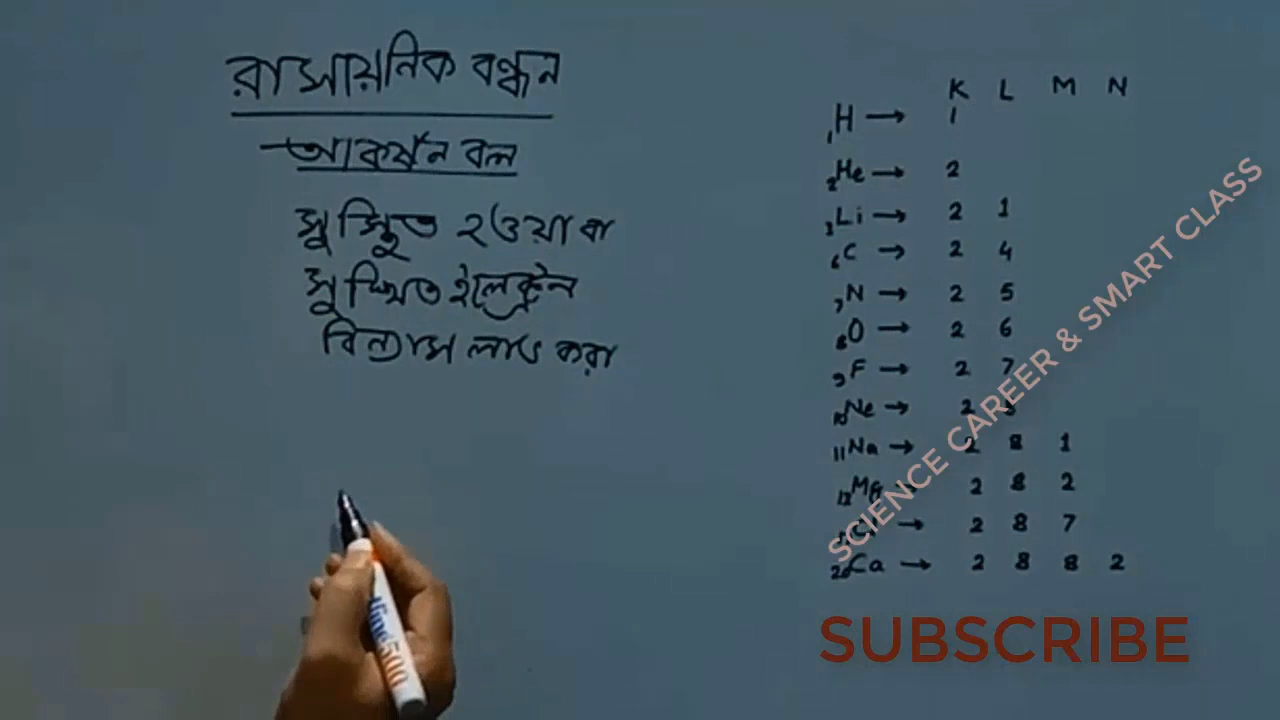 রাসায়নিক বন্ধন
আকর্ষন বল
সুস্থিত হওয়া বা
সুস্থিত ইলেকট্রন
বিন্যাস লাভ করা
K L M N
1H → 1
2He → 2
3Li → 2 1
6C → 2 4
7N → 2 5
8O → 2 6
9F → 2 7
10Ne → 2 8
11Na → 2 8 1
12Mg → 2 8 2
17Cl → 2 8 7
20Ca → 2 8 8 2
SCIENCE CAREER & SMART CLASS
SUBSCRIBE